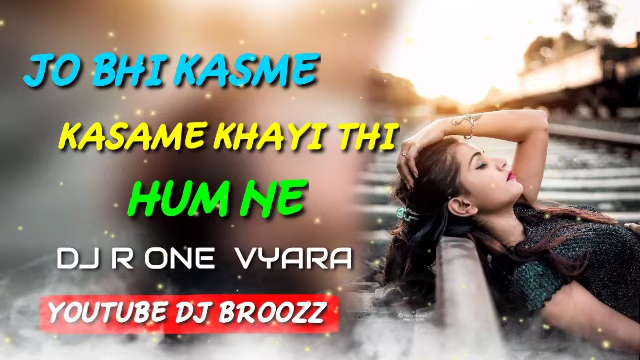 JO BHI KASME
KASAME KHAYI THI
HUM NE
DJ R ONE VYARA
YOUTUBE DJ BROOZZ